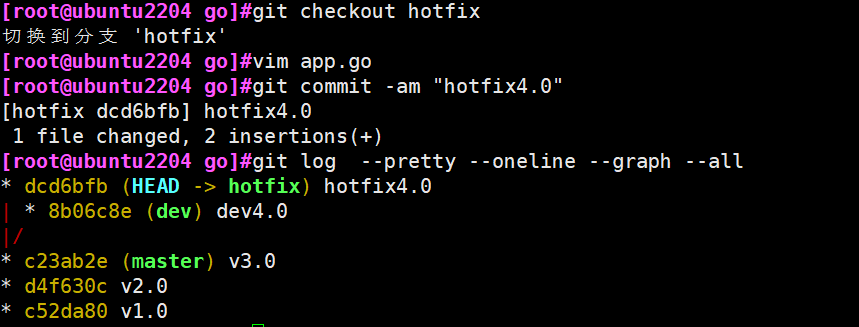 [root@ubuntu2204 go]#git checkout hotfix
切换到分支 'hotfix'
[root@ubuntu2204 go]#vim app.go
[root@ubuntu2204 go]#git commit -am "hotfix4.0"
[hotfix dcd6bfb] hotfix4.0
 1 file changed, 2 insertions(+)
[root@ubuntu2204 go]#git log  --pretty --oneline --graph --all
* dcd6bfb (HEAD -> hotfix) hotfix4.0
| * 8b06c8e (dev) dev4.0
|/
* c23ab2e (master) v3.0
* d4f630c v2.0
* c52da80 v1.0